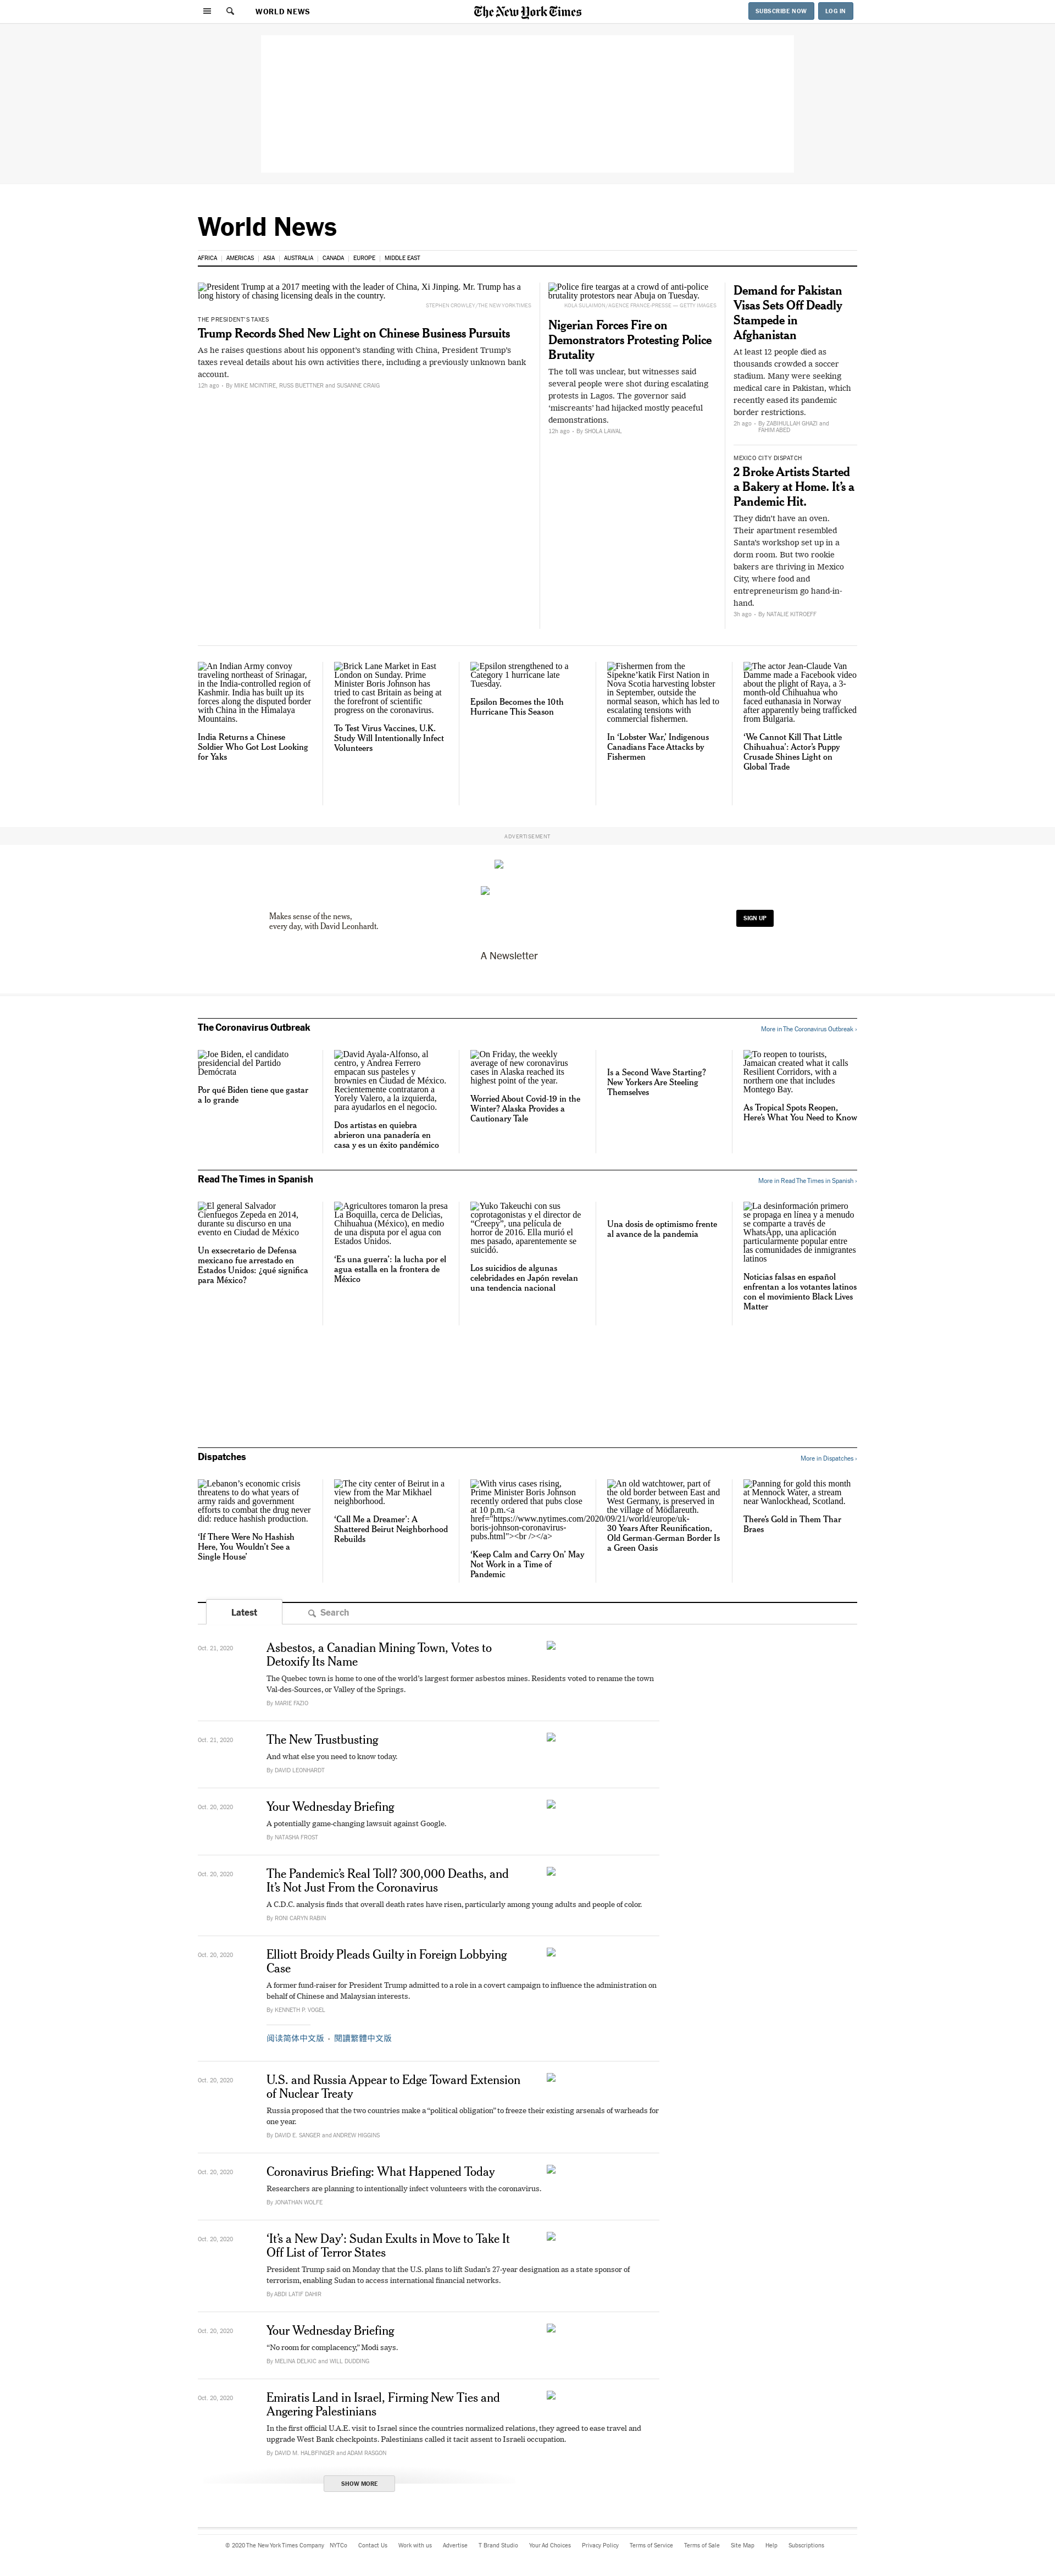 WORLD NEWS
The New York Times
SUBSCRIBE NOW
LOG IN
World News
AFRICA | AMERICAS | ASIA | AUSTRALIA | CANADA | EUROPE | MIDDLE EAST
President Trump at a 2017 meeting with the leader of China, Xi Jinping. Mr. Trump has a
long history of chasing licensing deals in the country.
STEPHEN CROWLEY/THE NEW YORK TIMES
THE PRESIDENT'S TAXES
Trump Records Shed New Light on Chinese Business Pursuits
As he raises questions about his opponent's standing with China, President Trump's
taxes reveal details about his own activities there, including a previously unknown bank
account.
12h ago - By MIKE MCINTIRE, RUSS BUETTNER and SUSANNE CRAIG
Police fire teargas at a crowd of anti-police
brutality protestors near Abuja on Tuesday.
KOLA SULAIMON/AGENCE FRANCE-PRESSE — GETTY IMAGES
Nigerian Forces Fire on
Demonstrators Protesting Police
Brutality
The toll was unclear, but witnesses said
several people were shot during escalating
protests in Lagos. The governor said
'miscreants' had hijacked mostly peaceful
demonstrations.
12h ago - By SHOLA LAWAL
Demand for Pakistan
Visas Sets Off Deadly
Stampede in
Afghanistan
At least 12 people died as
thousands crowded a soccer
stadium. Many were seeking
medical care in Pakistan, which
recently eased its pandemic
border restrictions.
2h ago - By ZABIHULLAH GHAZI and
FAHIM ABED
MEXICO CITY DISPATCH
2 Broke Artists Started
a Bakery at Home. It's a
Pandemic Hit.
They didn't have an oven.
Their apartment resembled
Santa's workshop set up in a
dorm room. But two rookie
bakers are thriving in Mexico
City, where food and
entrepreneurism go hand-in-
hand.
3h ago - By NATALIE KITROEFF
An Indian Army convoy
traveling northeast of Srinagar,
in the India-controlled region of
Kashmir. India has built up its
forces along the disputed border
with China in the Himalaya
Mountains.
India Returns a Chinese
Soldier Who Got Lost Looking
for Yaks
Brick Lane Market in East
London on Sunday. Prime
Minister Boris Johnson has
tried to cast Britain as being at
the forefront of scientific
progress on the coronavirus.
To Test Virus Vaccines, U.K.
Study Will Intentionally Infect
Volunteers
Epsilon strengthened to a
Category 1 hurricane late
Tuesday.
Epsilon Becomes the 10th
Hurricane This Season
Fishermen from the
Sipekne'katik First Nation in
Nova Scotia harvesting lobster
in September, outside the
normal season, which has led to
escalating tensions with
commercial fishermen.
In 'Lobster War,' Indigenous
Canadians Face Attacks by
Fishermen
The actor Jean-Claude Van
Damme made a Facebook video
about the plight of Raya, a 3-
month-old Chihuahua who
faced euthanasia in Norway
after apparently being trafficked
from Bulgaria.
'We Cannot Kill That Little
Chihuahua': Actor's Puppy
Crusade Shines Light on
Global Trade
ADVERTISEMENT
Makes sense of the news,
every day, with David Leonhardt.
SIGN UP
A Newsletter
The Coronavirus Outbreak
More in The Coronavirus Outbreak ›
Joe Biden, el candidato
presidencial del Partido
Demócrata
Por qué Biden tiene que gastar
a lo grande
David Ayala-Alfonso, al
centro, y Andrea Ferrero
empacan sus pasteles y
brownies en Ciudad de México.
Recientemente contrataron a
Yorely Valero, a la izquierda,
para ayudarlos en el negocio.
Dos artistas en quiebra
abrieron una panadería en
casa y es un éxito pandémico
On Friday, the weekly
average of new coronavirus
cases in Alaska reached its
highest point of the year.
Worried About Covid-19 in the
Winter? Alaska Provides a
Cautionary Tale
Is a Second Wave Starting?
New Yorkers Are Steeling
Themselves
To reopen to tourists,
Jamaican created what it calls
Resilient Corridors, with a
northern one that includes
Montego Bay.
As Tropical Spots Reopen,
Here's What You Need to Know
Read The Times in Spanish
More in Read The Times in Spanish ›
El general Salvador
Cienfuegos Zepeda en 2014,
durante su discurso en una
evento en Ciudad de México
Un exsecretario de Defensa
mexicano fue arrestado en
Estados Unidos: ¿qué significa
para México?
Agricultores tomaron la presa
La Boquilla, cerca de Delicias,
Chihuahua (México), en medio
de una disputa por el agua con
Estados Unidos.
'Es una guerra': la lucha por el
agua estalla en la frontera de
México
Yuko Takeuchi con sus
coprotagonistas y el director de
"Creepy", una película de
horror de 2016. Ella murió el
mes pasado, aparentemente se
suicidó.
Los suicidios de algunas
celebridades en Japón revelan
una tendencia nacional
Una dosis de optimismo frente
al avance de la pandemia
La desinformación primero
se propaga en línea y a menudo
se comparte a través de
WhatsApp, una aplicación
particularmente popular entre
las comunidades de inmigrantes
latinos
Noticias falsas en español
enfrentan a los votantes latinos
con el movimiento Black Lives
Matter
Dispatches
More in Dispatches ›
Lebanon's economic crisis
threatens to do what years of
army raids and government
efforts to combat the drug never
did: reduce hashish production.
'If There Were No Hashish
Here, You Wouldn't See a
Single House'
The city center of Beirut in a
view from the Mar Mikhael
neighborhood.
'Call Me a Dreamer': A
Shattered Beirut Neighborhood
Rebuilds
With virus cases rising,
Prime Minister Boris Johnson
recently ordered that pubs close
at 10 p.m.<a
href="https://www.nytimes.com/2020/09/21/world/europe/uk-
boris-johnson-coronavirus-
pubs.html"><br /></a>
'Keep Calm and Carry On' May
Not Work in a Time of
Pandemic
An old watchtower, part of
the old border between East and
West Germany, is preserved in
the village of Mödlareuth.
30 Years After Reunification,
Old German-German Border Is
a Green Oasis
Panning for gold this month
at Mennock Water, a stream
near Wanlockhead, Scotland.
There's Gold in Them Thar
Braes
Latest
Search
Oct. 21, 2020
Asbestos, a Canadian Mining Town, Votes to
Detoxify Its Name
The Quebec town is home to one of the world's largest former asbestos mines. Residents voted to rename the town
Val-des-Sources, or Valley of the Springs.
By MARIE FAZIO
Oct. 21, 2020
The New Trustbusting
And what else you need to know today.
By DAVID LEONHARDT
Oct. 20, 2020
Your Wednesday Briefing
A potentially game-changing lawsuit against Google.
By NATASHA FROST
Oct. 20, 2020
The Pandemic's Real Toll? 300,000 Deaths, and
It's Not Just From the Coronavirus
A C.D.C. analysis finds that overall death rates have risen, particularly among young adults and people of color.
By RONI CARYN RABIN
Oct. 20, 2020
Elliott Broidy Pleads Guilty in Foreign Lobbying
Case
A former fund-raiser for President Trump admitted to a role in a covert campaign to influence the administration on
behalf of Chinese and Malaysian interests.
By KENNETH P. VOGEL
阅读简体中文版 • 閱讀繁體中文版
Oct. 20, 2020
U.S. and Russia Appear to Edge Toward Extension
of Nuclear Treaty
Russia proposed that the two countries make a "political obligation" to freeze their existing arsenals of warheads for
one year.
By DAVID E. SANGER and ANDREW HIGGINS
Oct. 20, 2020
Coronavirus Briefing: What Happened Today
Researchers are planning to intentionally infect volunteers with the coronavirus.
By JONATHAN WOLFE
Oct. 20, 2020
'It's a New Day': Sudan Exults in Move to Take It
Off List of Terror States
President Trump said on Monday that the U.S. plans to lift Sudan's 27-year designation as a state sponsor of
terrorism, enabling Sudan to access international financial networks.
By ABDI LATIF DAHIR
Oct. 20, 2020
Your Wednesday Briefing
"No room for complacency," Modi says.
By MELINA DELKIC and WILL DUDDING
Oct. 20, 2020
Emiratis Land in Israel, Firming New Ties and
Angering Palestinians
In the first official U.A.E. visit to Israel since the countries normalized relations, they agreed to ease travel and
upgrade West Bank checkpoints. Palestinians called it tacit assent to Israeli occupation.
By DAVID M. HALBFINGER and ADAM RASGON
SHOW MORE
© 2020 The New York Times Company NYTCo Contact Us Work with us Advertise T Brand Studio Your Ad Choices Privacy Policy Terms of Service Terms of Sale Site Map Help Subscriptions